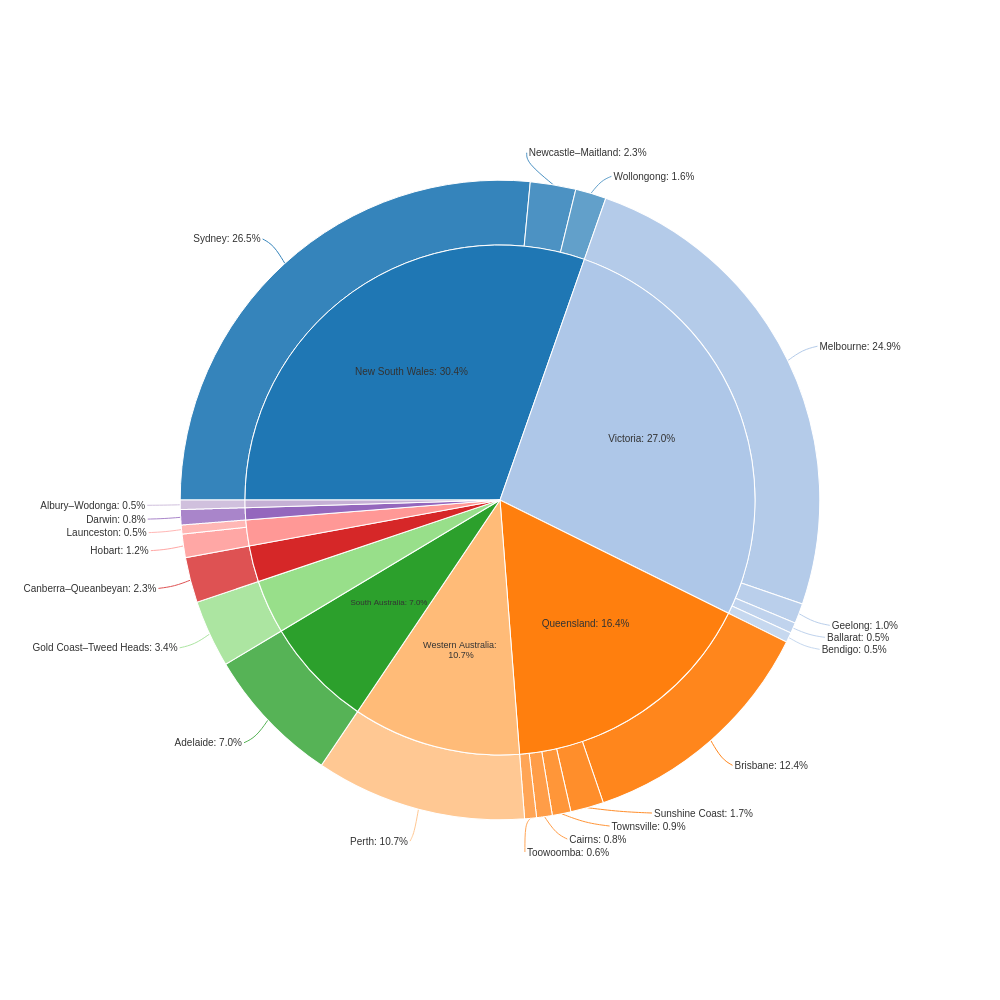 Newcastle–Maitland: 2.3%
Wollongong: 1.6%
Sydney: 26.5%
Melbourne: 24.9%
New South Wales: 30.4%
Victoria: 27.0%
Albury–Wodonga: 0.5%
Darwin: 0.8%
Launceston: 0.5%
Hobart: 1.2%
Canberra–Queanbeyan: 2.3%
South Australia: 7.0%
Queensland: 16.4%
Geelong: 1.0%
Ballarat: 0.5%
Bendigo: 0.5%
Gold Coast–Tweed Heads: 3.4%
Western Australia:
10.7%
Adelaide: 7.0%
Brisbane: 12.4%
Sunshine Coast: 1.7%
Townsville: 0.9%
Perth: 10.7%
Cairns: 0.8%
Toowoomba: 0.6%